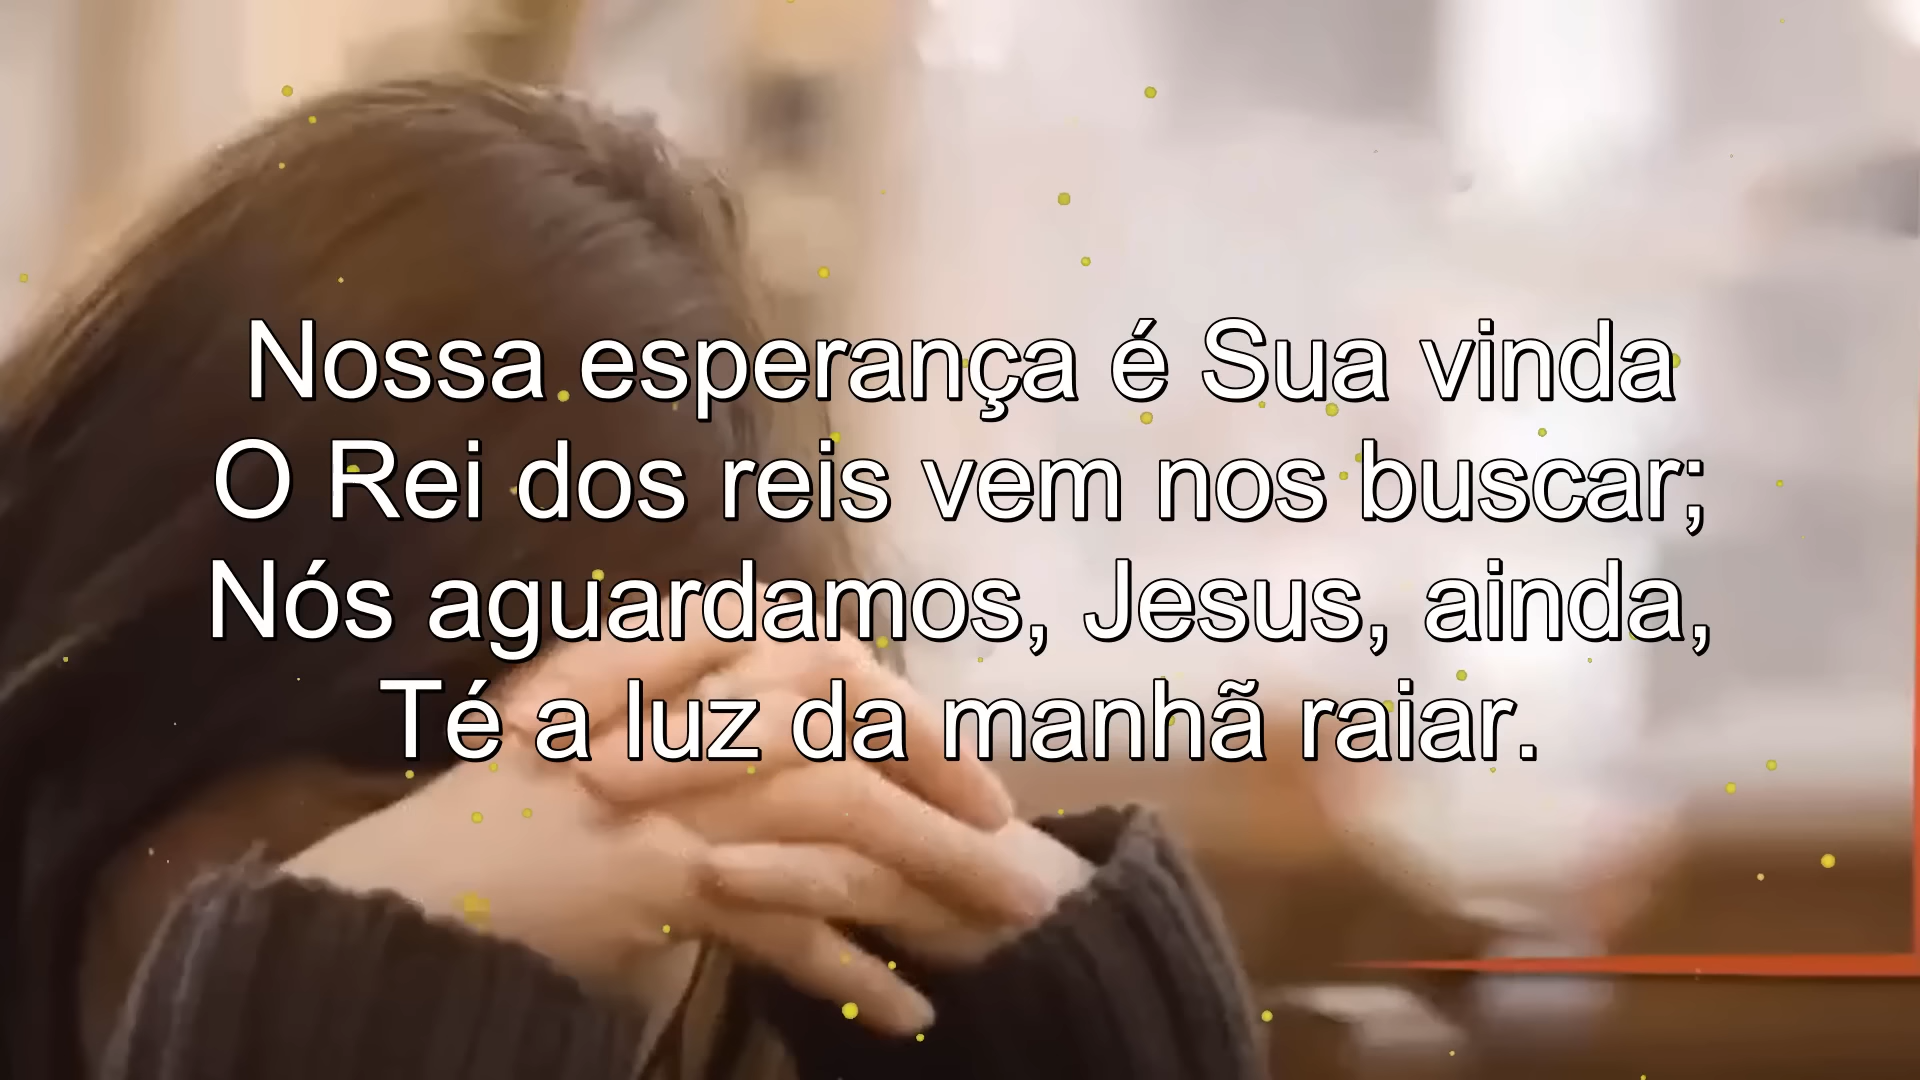 Nossa esperança é Sua vinda
O Rei dos reis vem nos buscar;
Nós aguardamos, Jesus, ainda,
Té a luz da manhã raiar.